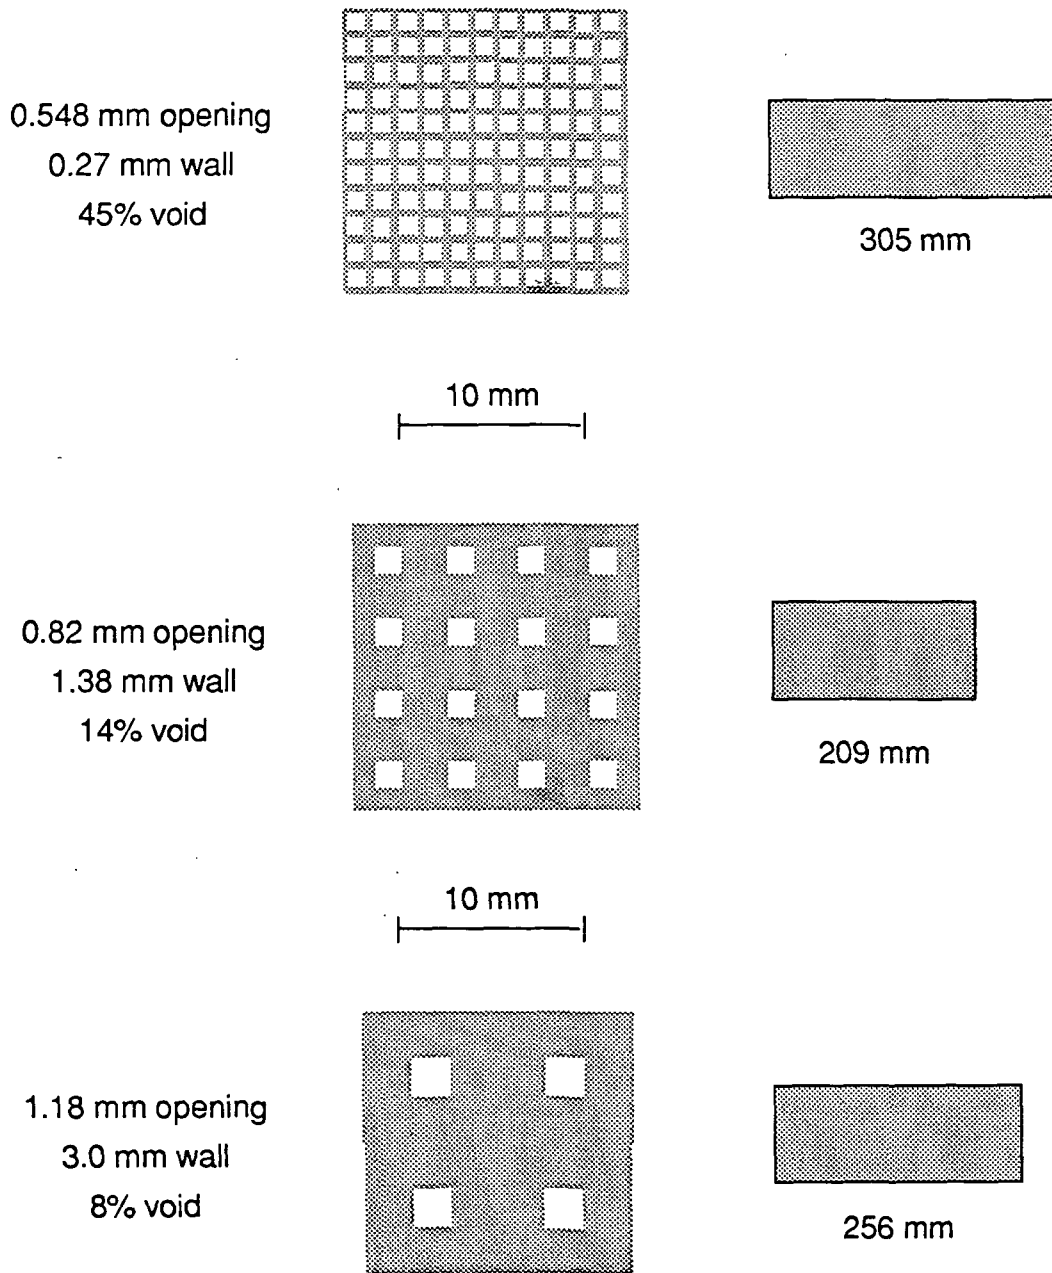 0.548 mm opening
0.27 mm wall
45% void
305 mm
10 mm
0.82 mm opening
1.38 mm wall
14% void
209 mm
10 mm
1.18 mm opening
3.0 mm wall
8% void
256 mm